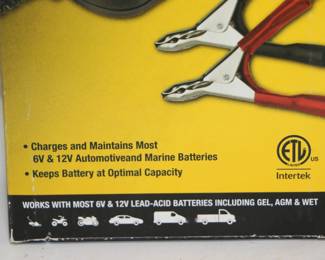 • Charges and Maintains Most
6V & 12V Automotiveand Marine Batteries
• Keeps Battery at Optimal Capacity
ETL
US
Intertek
WORKS WITH MOST 6V & 12V LEAD-ACID BATTERIES INCLUDING GEL, AGM & WET